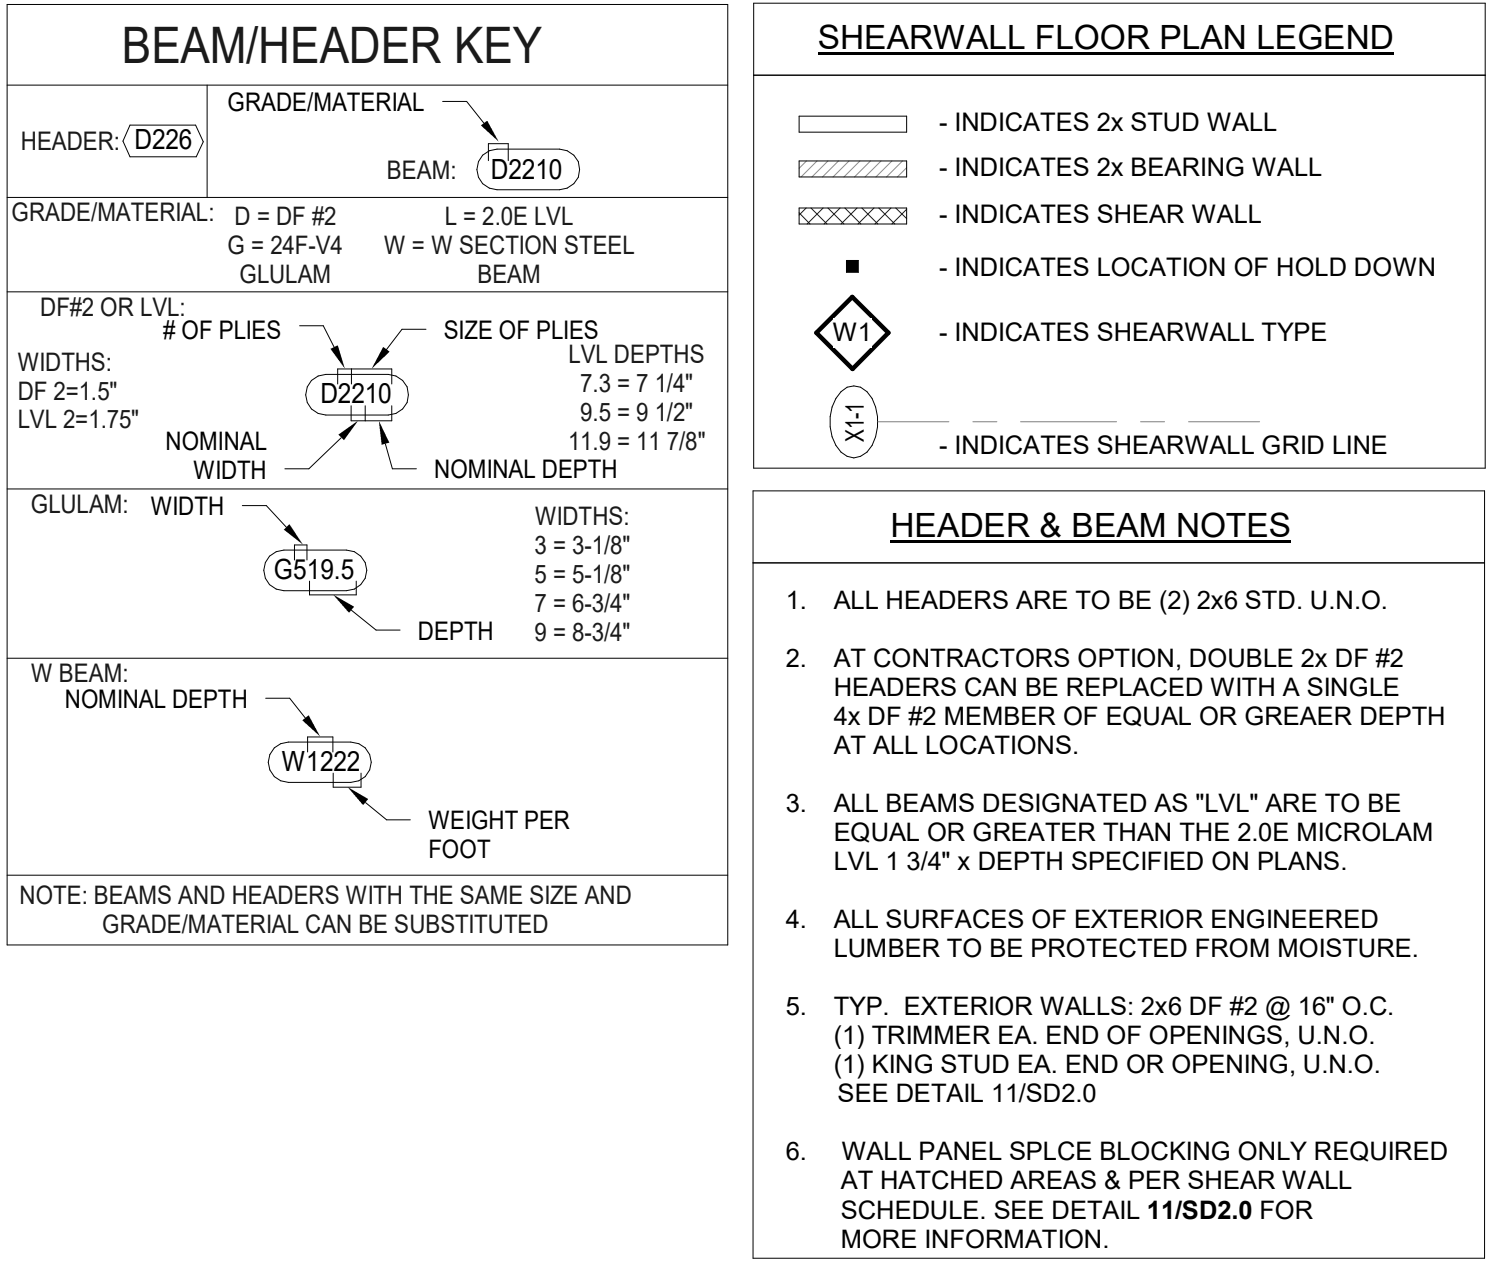 BEAM/HEADER KEY
HEADER: D226
GRADE/MATERIAL
BEAM: D2210
GRADE/MATERIAL: D = DF #2 L = 2.0E LVL
G = 24F-V4 W = W SECTION STEEL
GLULAM BEAM
DF#2 OR LVL:
# OF PLIES SIZE OF PLIES
WIDTHS:
DF 2=1.5"
LVL 2=1.75"
D2210
LVL DEPTHS
7.3 = 7 1/4"
9.5 = 9 1/2"
11.9 = 11 7/8"
NOMINAL
WIDTH
NOMINAL DEPTH
GLULAM: WIDTH
G519.5
DEPTH
WIDTHS:
3 = 3-1/8"
5 = 5-1/8"
7 = 6-3/4"
9 = 8-3/4"
W BEAM:
NOMINAL DEPTH
W1222
WEIGHT PER
FOOT
NOTE: BEAMS AND HEADERS WITH THE SAME SIZE AND
GRADE/MATERIAL CAN BE SUBSTITUTED
SHEARWALL FLOOR PLAN LEGEND
- INDICATES 2x STUD WALL
- INDICATES 2x BEARING WALL
- INDICATES SHEAR WALL
- INDICATES LOCATION OF HOLD DOWN
W1 - INDICATES SHEARWALL TYPE
X1-1
- INDICATES SHEARWALL GRID LINE
HEADER & BEAM NOTES
1. ALL HEADERS ARE TO BE (2) 2x6 STD. U.N.O.
2. AT CONTRACTORS OPTION, DOUBLE 2x DF #2
HEADERS CAN BE REPLACED WITH A SINGLE
4x DF #2 MEMBER OF EQUAL OR GREAER DEPTH
AT ALL LOCATIONS.
3. ALL BEAMS DESIGNATED AS "LVL" ARE TO BE
EQUAL OR GREATER THAN THE 2.0E MICROLAM
LVL 1 3/4" x DEPTH SPECIFIED ON PLANS.
4. ALL SURFACES OF EXTERIOR ENGINEERED
LUMBER TO BE PROTECTED FROM MOISTURE.
5. TYP. EXTERIOR WALLS: 2x6 DF #2 @ 16" O.C.
(1) TRIMMER EA. END OF OPENINGS, U.N.O.
(1) KING STUD EA. END OR OPENING, U.N.O.
SEE DETAIL 11/SD2.0
6. WALL PANEL SPLCE BLOCKING ONLY REQUIRED
AT HATCHED AREAS & PER SHEAR WALL
SCHEDULE. SEE DETAIL 11/SD2.0 FOR
MORE INFORMATION.